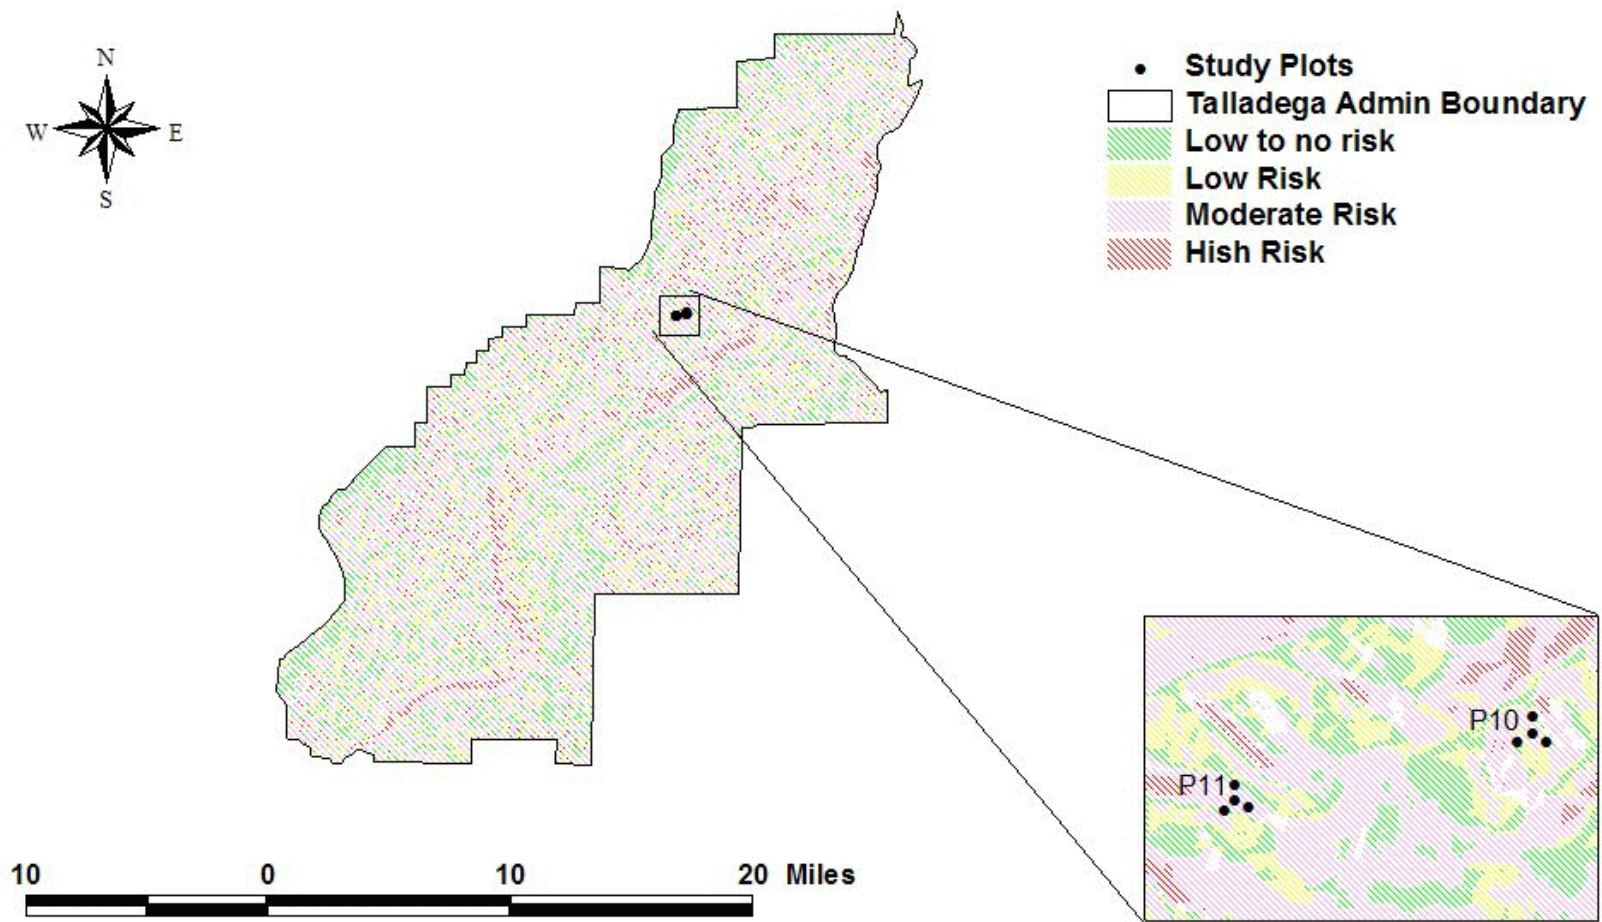 N
W E
S
Study Plots
Talladega Admin Boundary
Low to no risk
Low Risk
Moderate Risk
Hish Risk
P10
P11
10 0 10 20 Miles